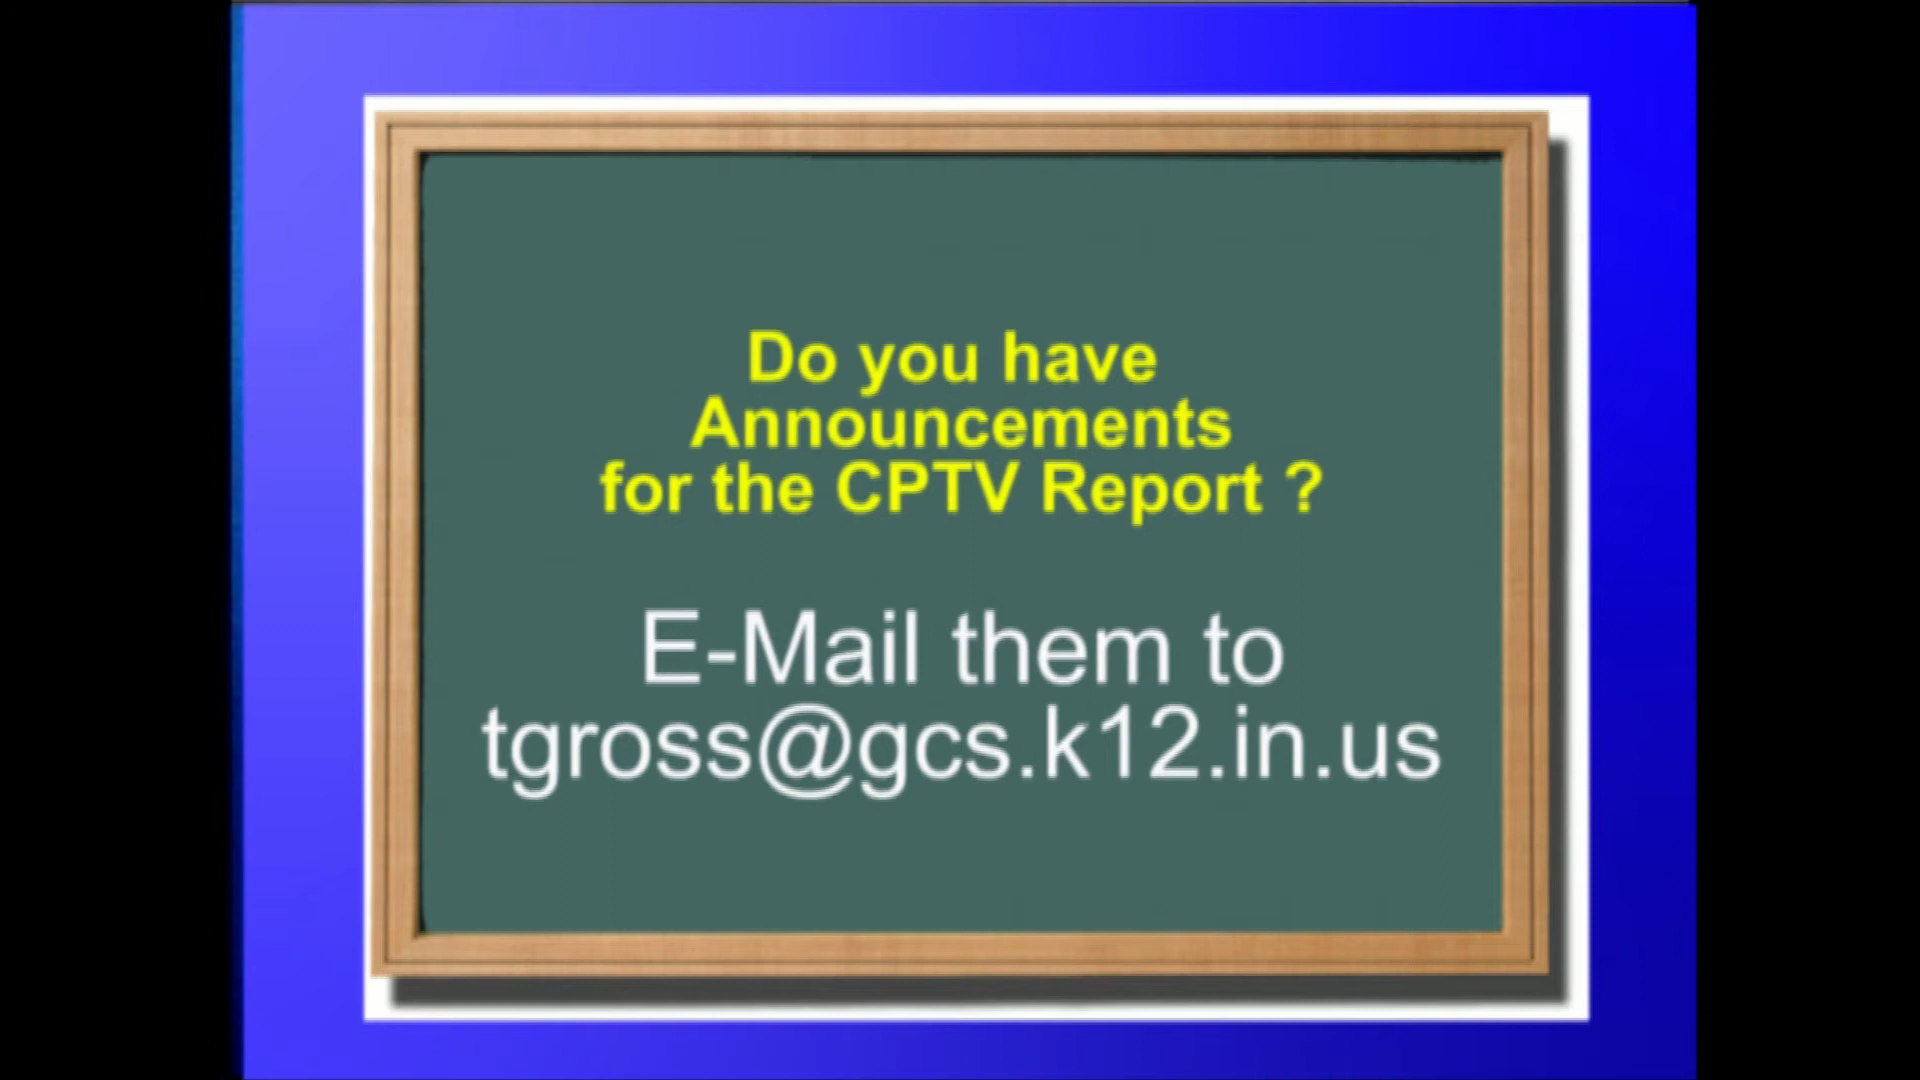 Do you have
Announcements
for the CPTV Report ?
E-Mail them to
tgross@gcs.k12.in.us